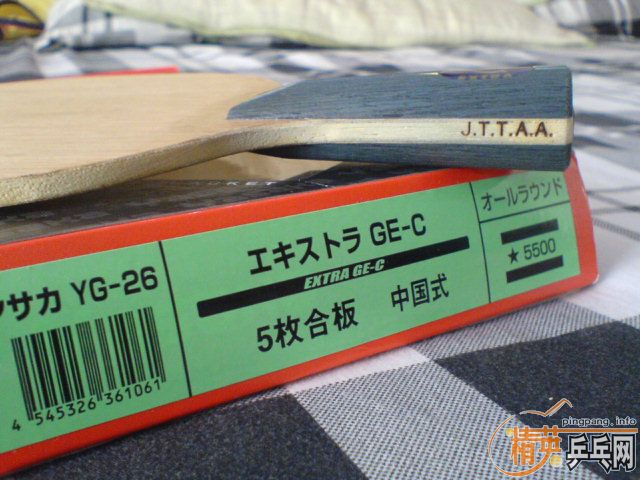 J.T.T.A.A.
サカ YG-26
4 545326 361061
エキストラ GE-C
EXTRA GE-C
5枚合板 中国式
オールラウンド
★ 5500
pingpang.info
精英乒乓网